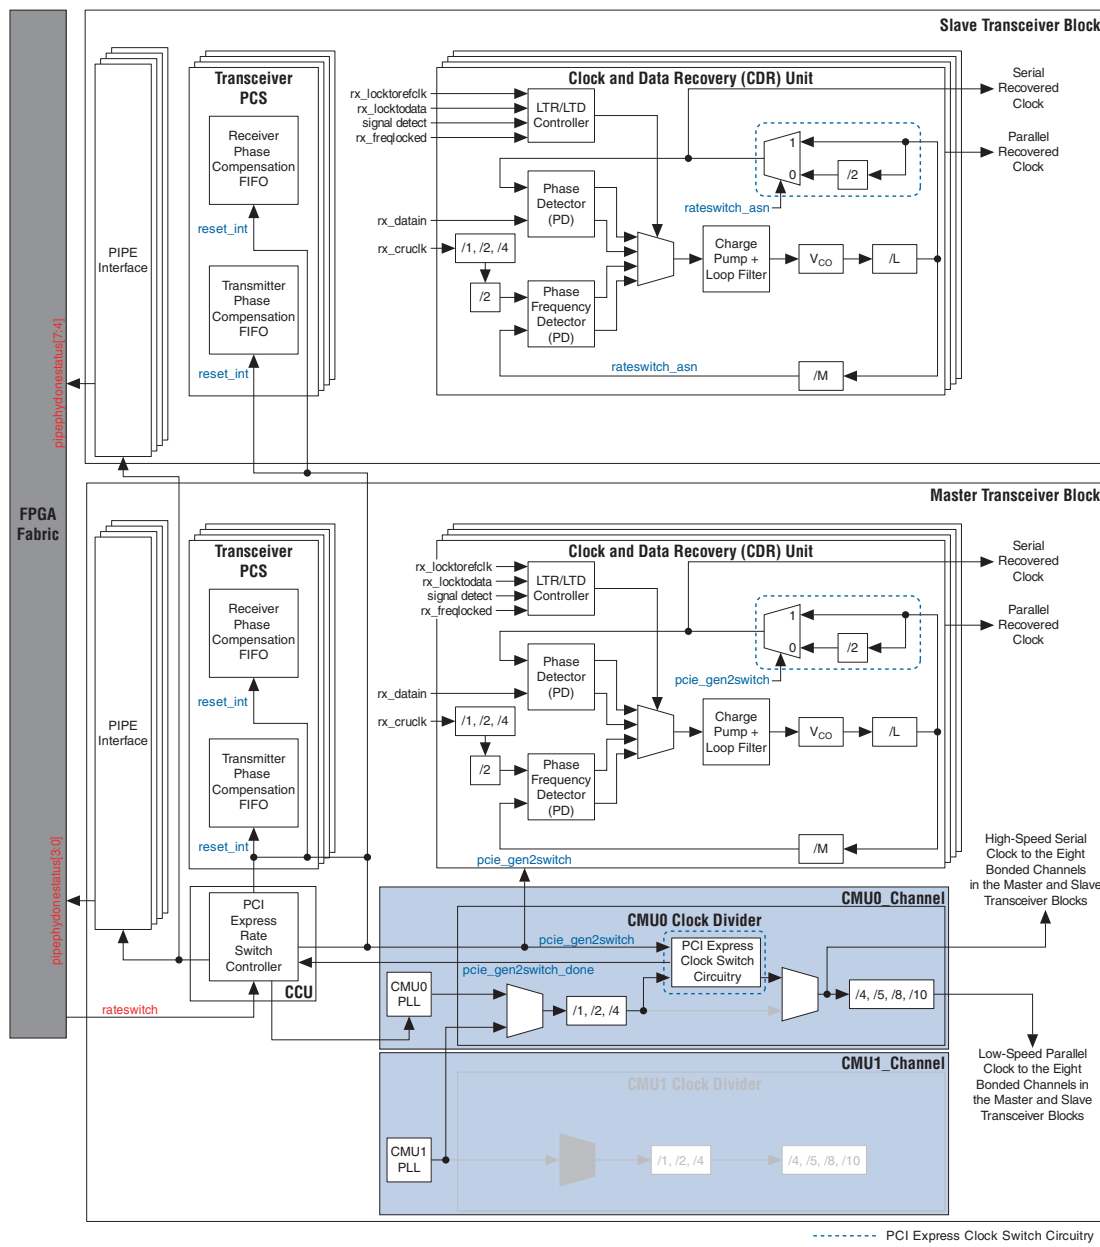 Slave Transceiver Block
Transceiver
PCS
Receiver
Phase
Compensation
FIFO
reset_int
Transmitter
Phase
Compensation
FIFO
reset_int
PIPE
Interface
pipephydonestatus[7:4]
Clock and Data Recovery (CDR) Unit
rx_locktorefclk
rx_locktodata
signal detect
rx_freqlocked
LTR/LTD
Controller
Serial
Recovered
Clock
Parallel
Recovered
Clock
1
0
/2
rateswitch_asn
Phase
Detector
(PD)
rx_datain
rx_cruclk
/1, /2, /4
/2
Phase
Frequency
Detector
(PD)
Charge
Pump +
Loop Filter
VCO
/L
rateswitch_asn
/M
FPGA
Fabric
Master Transceiver Block
Transceiver
PCS
Receiver
Phase
Compensation
FIFO
reset_int
Transmitter
Phase
Compensation
FIFO
reset_int
PIPE
Interface
pipephydonestatus[3:0]
Clock and Data Recovery (CDR) Unit
rx_locktorefclk
rx_locktodata
signal detect
rx_freqlocked
LTR/LTD
Controller
Serial
Recovered
Clock
Parallel
Recovered
Clock
1
0
/2
pcie_gen2switch
Phase
Detector
(PD)
rx_datain
rx_cruclk
/1, /2, /4
/2
Phase
Frequency
Detector
(PD)
Charge
Pump +
Loop Filter
VCO
/L
/M
pcie_gen2switch
High-Speed Serial
Clock to the Eight
Bonded Channels
in the Master and Slave
Transceiver Blocks
PCI
Express
Rate
Switch
Controller
CCU
rateswitch
CMU0_Channel
CMU0 Clock Divider
pcie_gen2switch
PCI Express
Clock Switch
Circuitry
pcie_gen2switch_done
CMU0
PLL
/1, /2, /4
/4, /5, /8, /10
Low-Speed Parallel
Clock to the Eight
Bonded Channels in
the Master and Slave
Transceiver Blocks
CMU1_Channel
CMU1 Clock Divider
CMU1
PLL
/1, /2, /4
/4, /5, /8, /10
PCI Express Clock Switch Circuitry